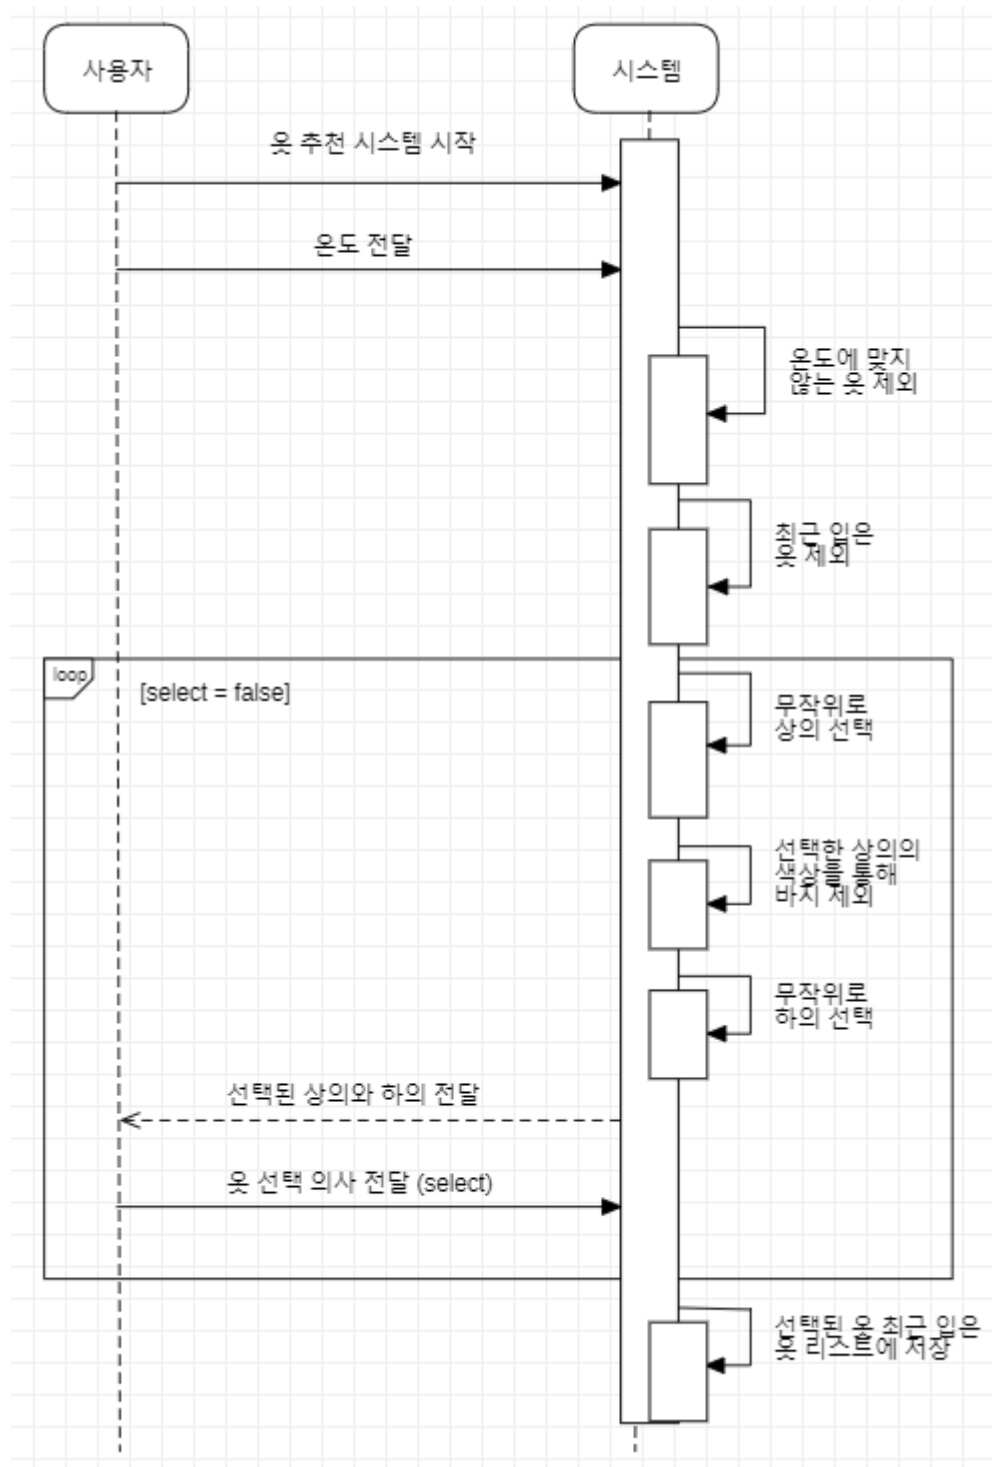 사용자
시스템
옷 추천 시스템 시작
온도 전달
온도에 맞지
않는 옷 제외
최근 입은
옷 제외
loop
[select = false]
무작위로
상의 선택
선택한 상의의
색상를 통해
바지 제외
무작위로
하의 선택
선택된 상의와 하의 전달
옷 선택 의사 전달 (select)
선택된 옷 최근 입은
옷 리스트에 저장